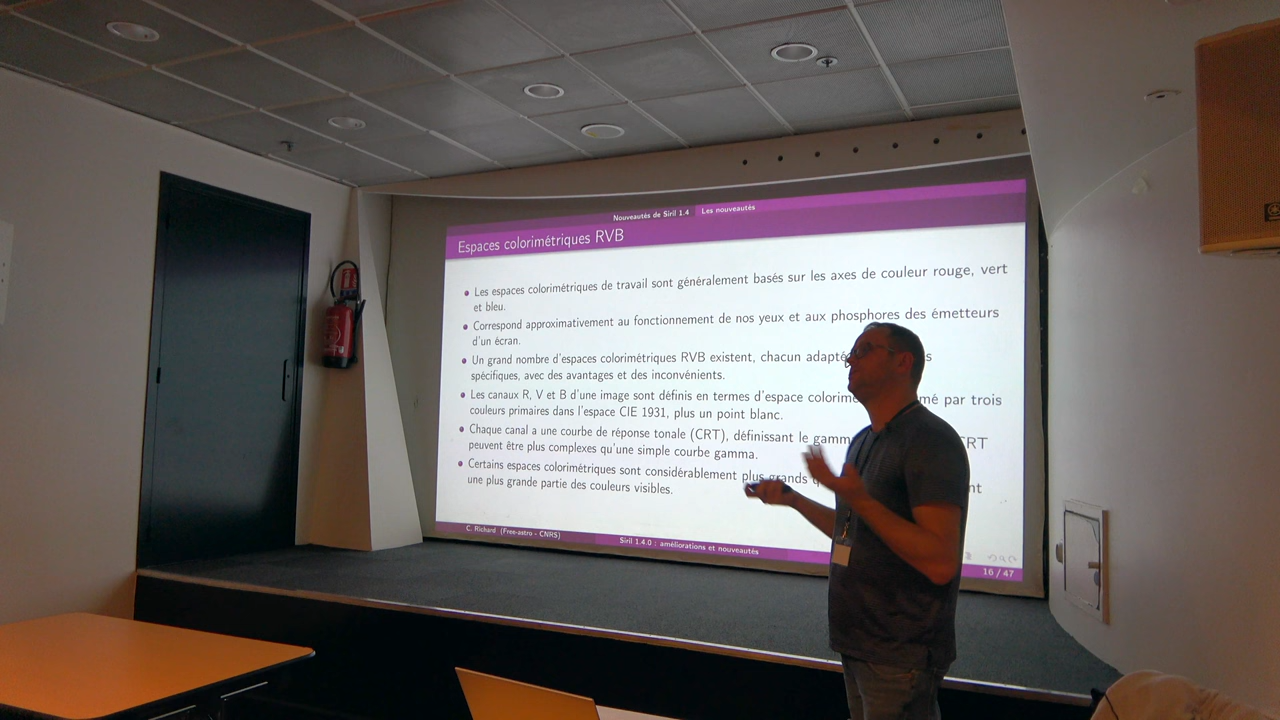 Nouveautés de Siril 1.4 Les nouveautés
Espaces colorimétriques RVB
Les espaces colorimétriques de travail sont généralement basés sur les axes de couleur rouge, vert
et bleu.
Correspond approximativement au fonctionnement de nos yeux et aux phosphores des émetteurs
d'un écran.
Un grand nombre d'espaces colorimétriques RVB existent, chacun
spécifiques, avec des avantages et des inconvénients.
Les canaux R, V et B d'une image sont définis en termes d'espace par trois
couleurs primaires dans l'espace CIE 1931, plus un point blanc.
Chaque canal a une courbe de réponse tonale (CRT), définissant le CRT
peuvent être plus complexes qu'une simple courbe gamma.
Certains espaces colorimétriques sont considérablement plus grands
une plus grande partie des couleurs visibles.
C. Richard (Free-astro - CNRS) Siril 1.4.0 : améliorations et nouveautés 16 / 47